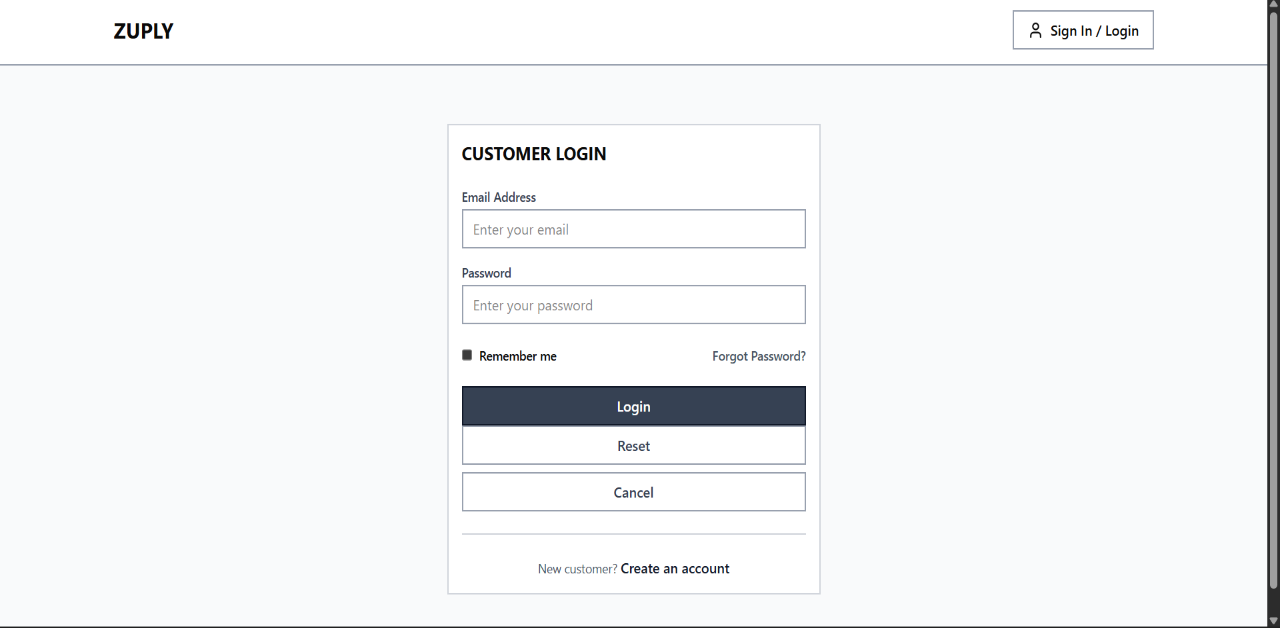 ZUPLY
Sign In / Login
CUSTOMER LOGIN
Email Address
Enter your email
Password
Enter your password
Remember me
Forgot Password?
Login
Reset
Cancel
New customer? Create an account